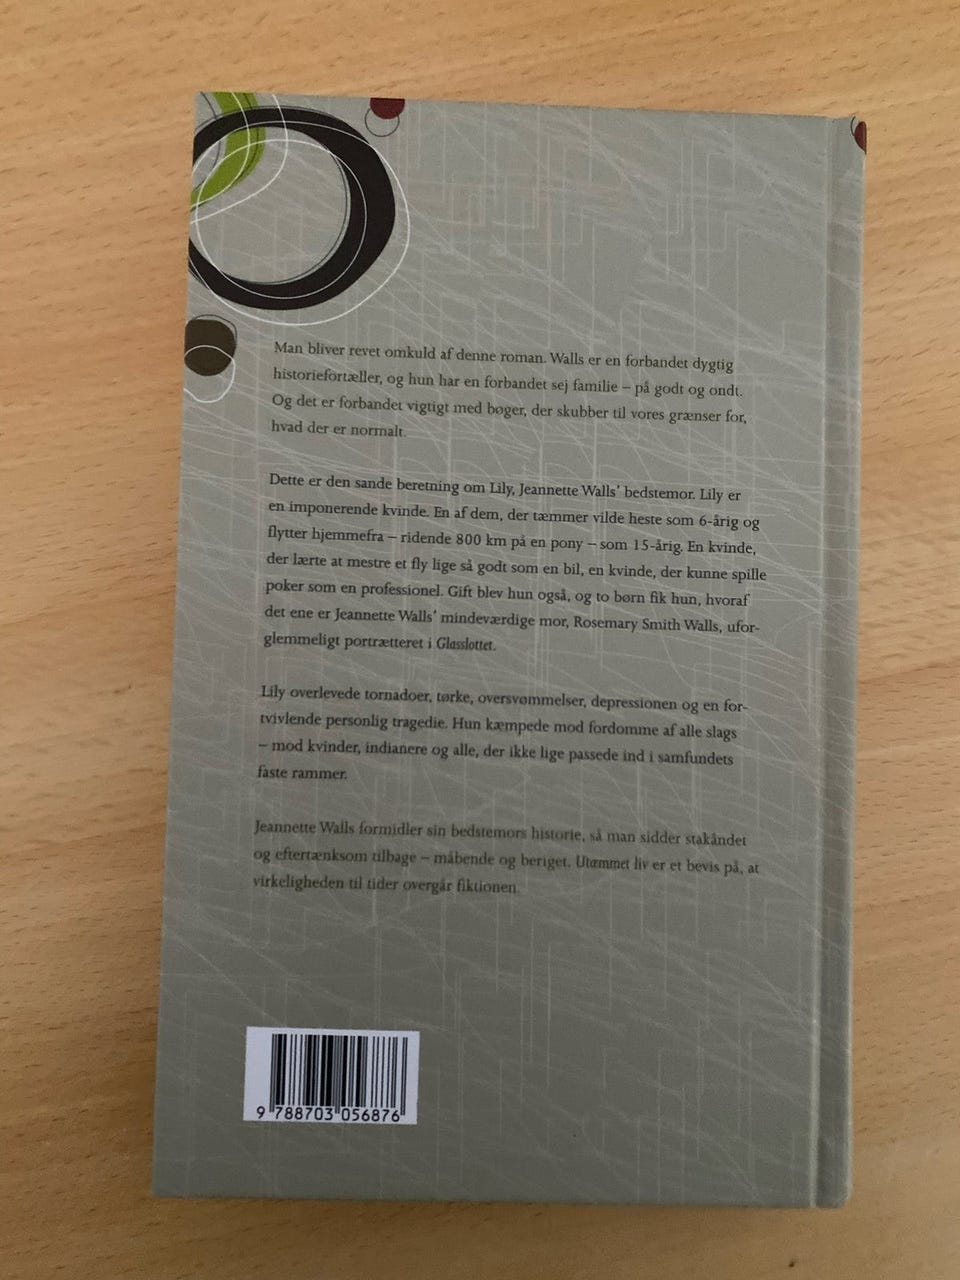 Man bliver revet omkuld af denne roman. Walls er en forbandet dygtig
historiefortæller, og hun har en forbandet sej familie – på godt og ondt.
Og det er forbandet vigtigt med bøger, der skubber til vores grænser for,
hvad der er normalt.
Dette er den sande beretning om Lily, Jeannette Walls' bedstemor. Lily er
en imponerende kvinde. En af dem, der tæmmer vilde heste som 6-årig og
flytter hjemmefra – ridende 800 km på en pony – som 15-årig. En kvinde,
der lærte at mestre et fly lige så godt som en bil, en kvinde, der kunne spille
poker som en professionel. Gift blev hun også, og to børn fik hun, hvoraf
det ene er Jeannette Walls' mindeværdige mor, Rosemary Smith Walls, ufor-
glemmeligt portrætteret i Glasslottet.
Lily overlevede tornadoer, tørke, oversvømmelser, depressionen og en for-
tvivlende personlig tragedie. Hun kæmpede mod fordomme af alle slags
– mod kvinder, indianere og alle, der ikke lige passede ind i samfundets
faste rammer.
Jeannette Walls formidler sin bedstemors historie, så man sidder stakåndet
og eftertænksom tilbage – måbende og beriget. Utæmmet liv er et bevis på, at
virkeligheden til tider overgår fiktionen.
9 788703 056876